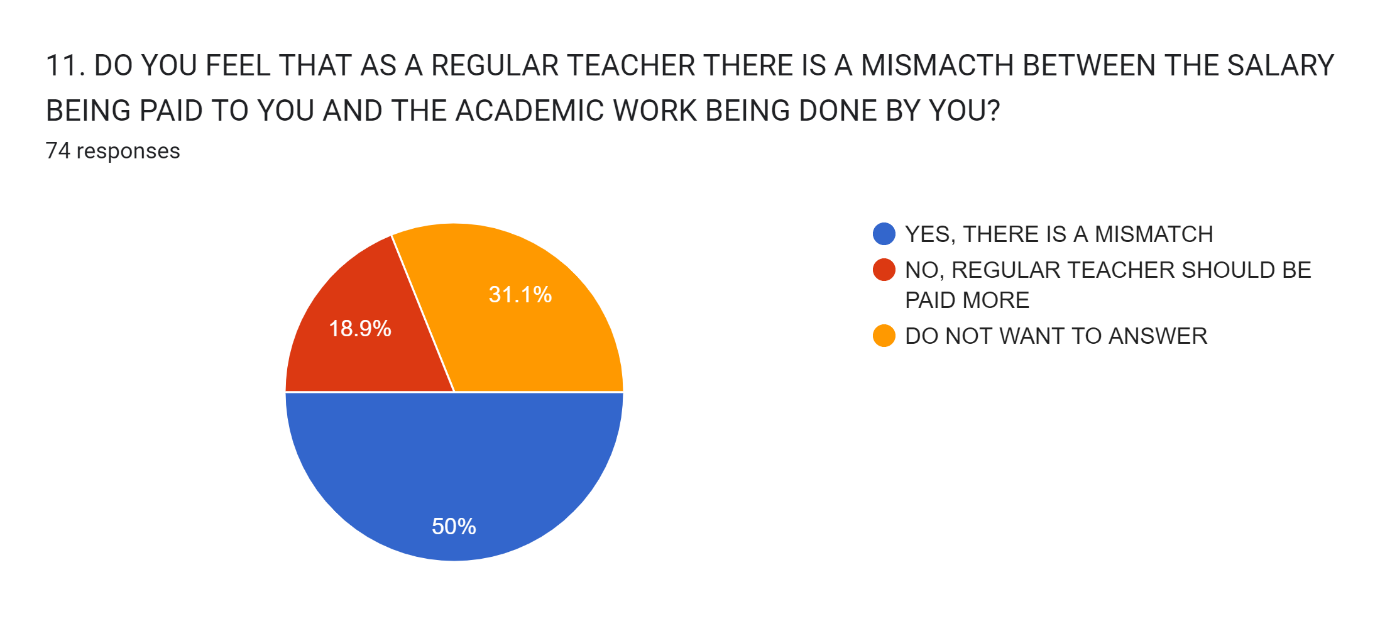 11. DO YOU FEEL THAT AS A REGULAR TEACHER THERE IS A MISMACTH BETWEEN THE SALARY
BEING PAID TO YOU AND THE ACADEMIC WORK BEING DONE BY YOU?
74 responses
YES, THERE IS A MISMATCH
NO, REGULAR TEACHER SHOULD BE
PAID MORE
DO NOT WANT TO ANSWER
31.1%
18.9%
50%